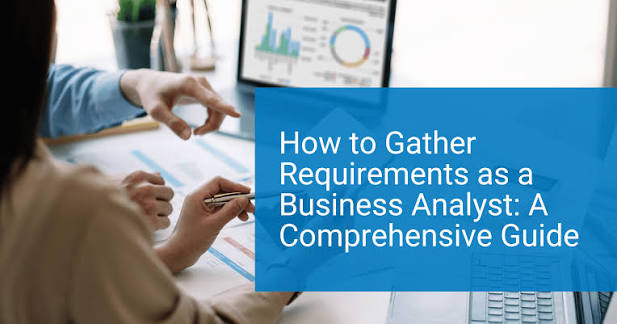 How to Gather
Requirements as a
Business Analyst: A
Comprehensive Guide